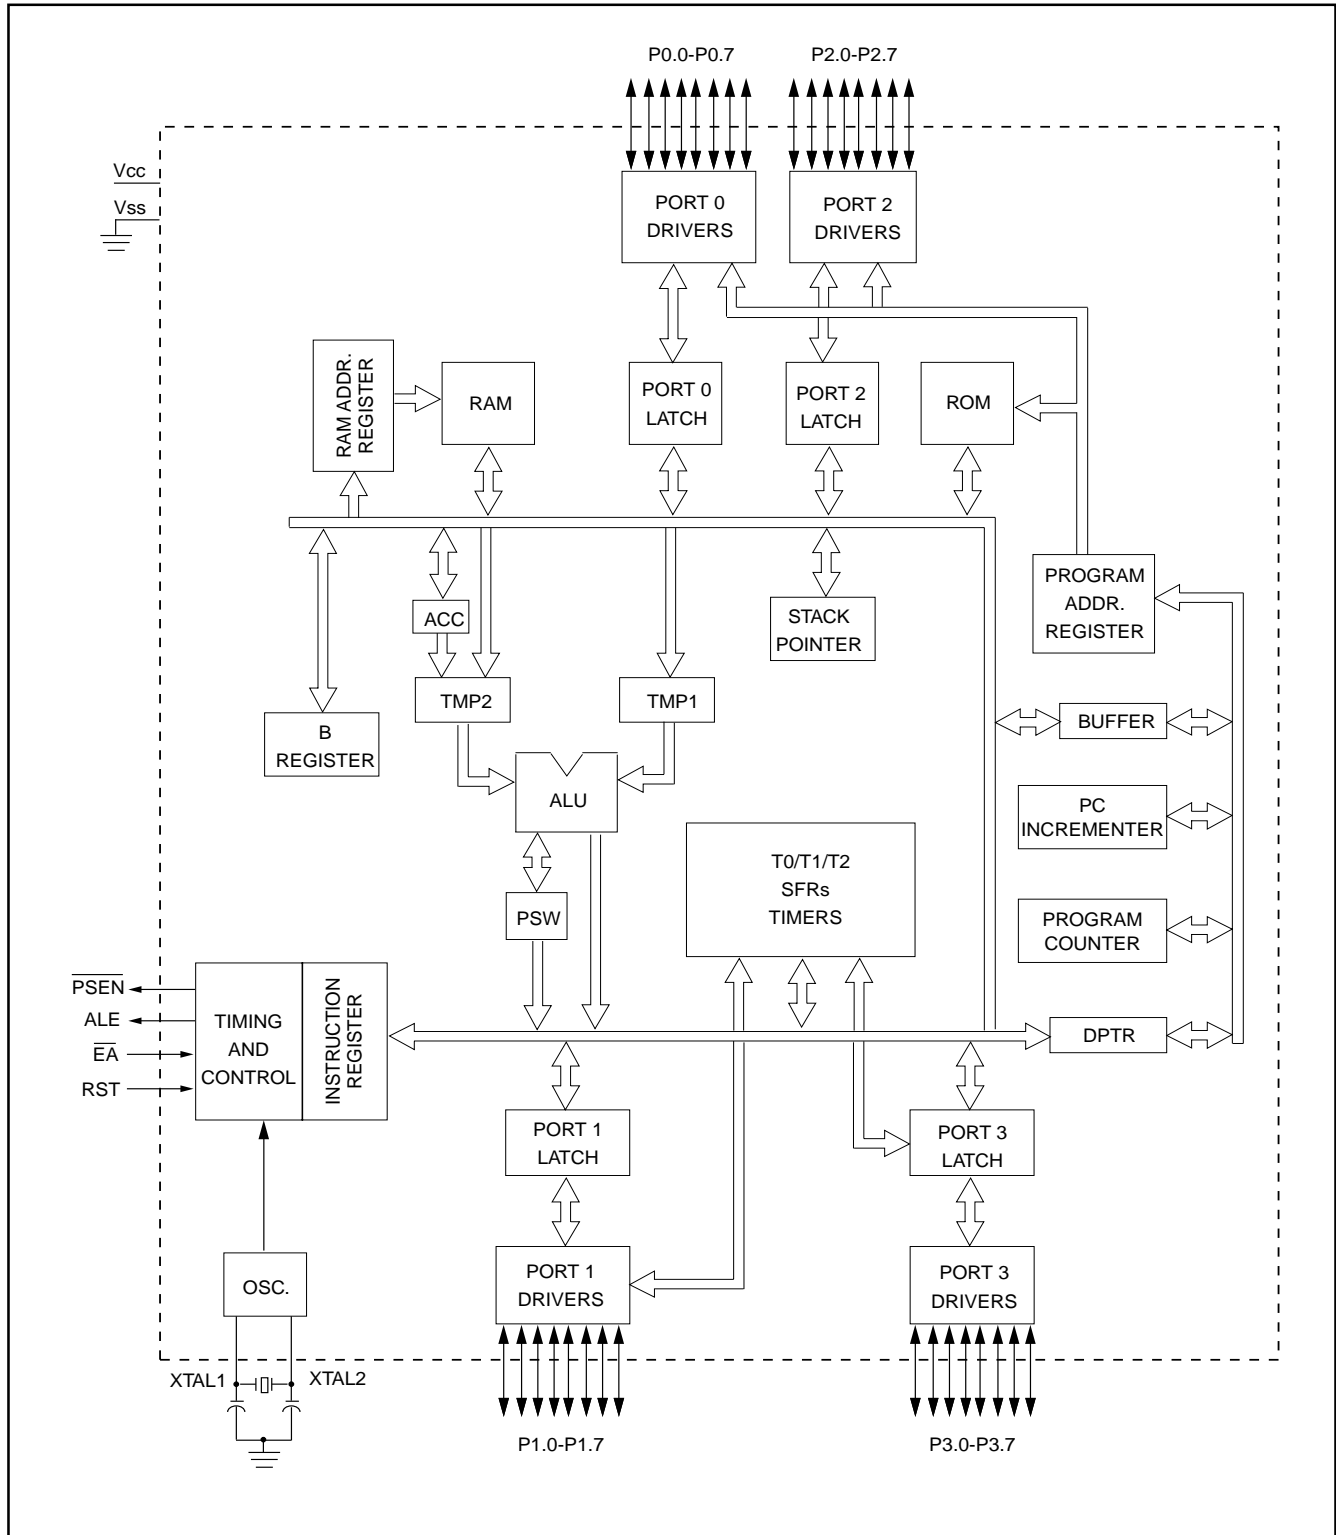 P0.0-P0.7
P2.0-P2.7
Vcc
Vss
PORT 0
DRIVERS
PORT 2
DRIVERS
RAM ADDR.
REGISTER
RAM
PORT 0
LATCH
PORT 2
LATCH
ROM
PROGRAM
ADDR.
REGISTER
ACC
STACK
POINTER
TMP2
TMP1
B
REGISTER
BUFFER
ALU
PC
INCREMENTER
T0/T1/T2
SFRs
TIMERS
PSW
PROGRAM
COUNTER
PSEN
ALE
EA
RST
TIMING
AND
CONTROL
INSTRUCTION
REGISTER
DPTR
PORT 1
LATCH
PORT 3
LATCH
OSC.
PORT 1
DRIVERS
PORT 3
DRIVERS
XTAL1
XTAL2
P1.0-P1.7
P3.0-P3.7